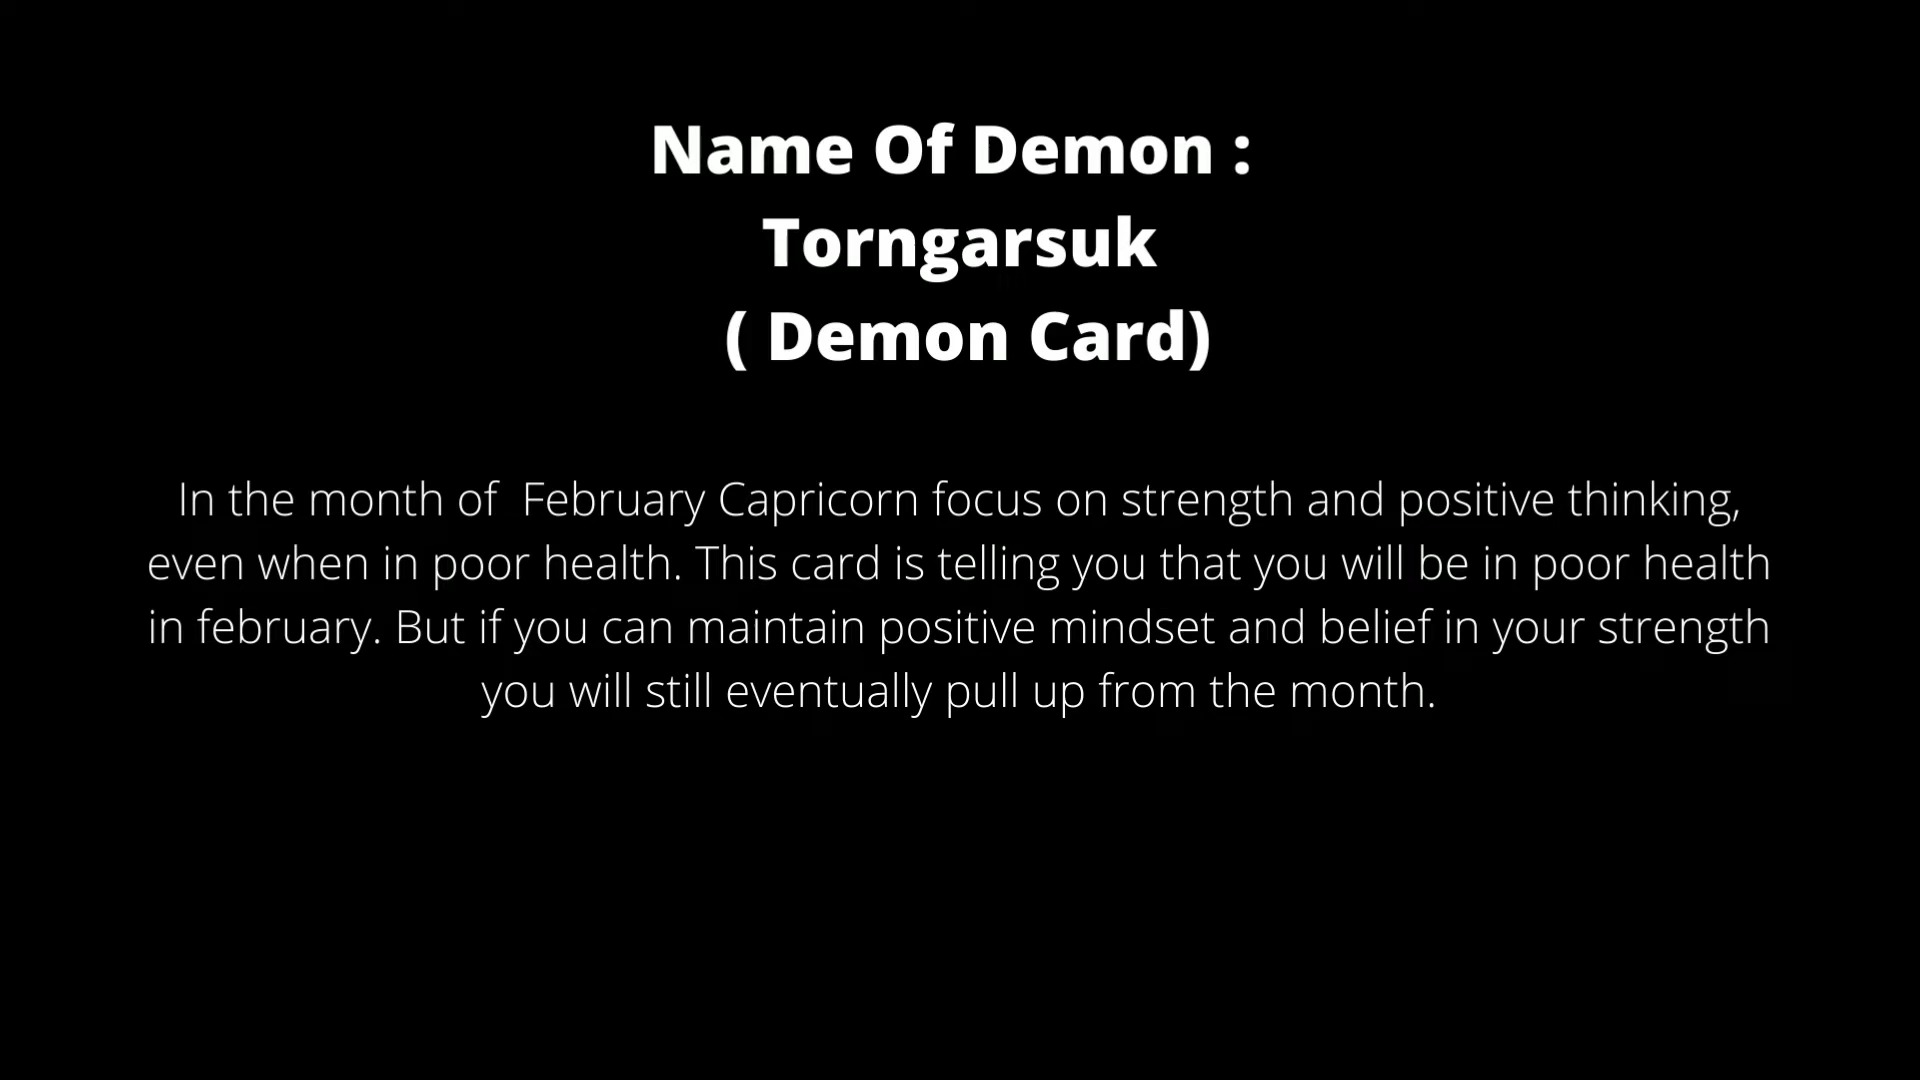 Name Of Demon :
Torngarsuk
( Demon Card)
In the month of  February Capricorn focus on strength and positive thinking,
even when in poor health. This card is telling you that you will be in poor health
in february. But if you can maintain positive mindset and belief in your strength
you will still eventually pull up from the month.